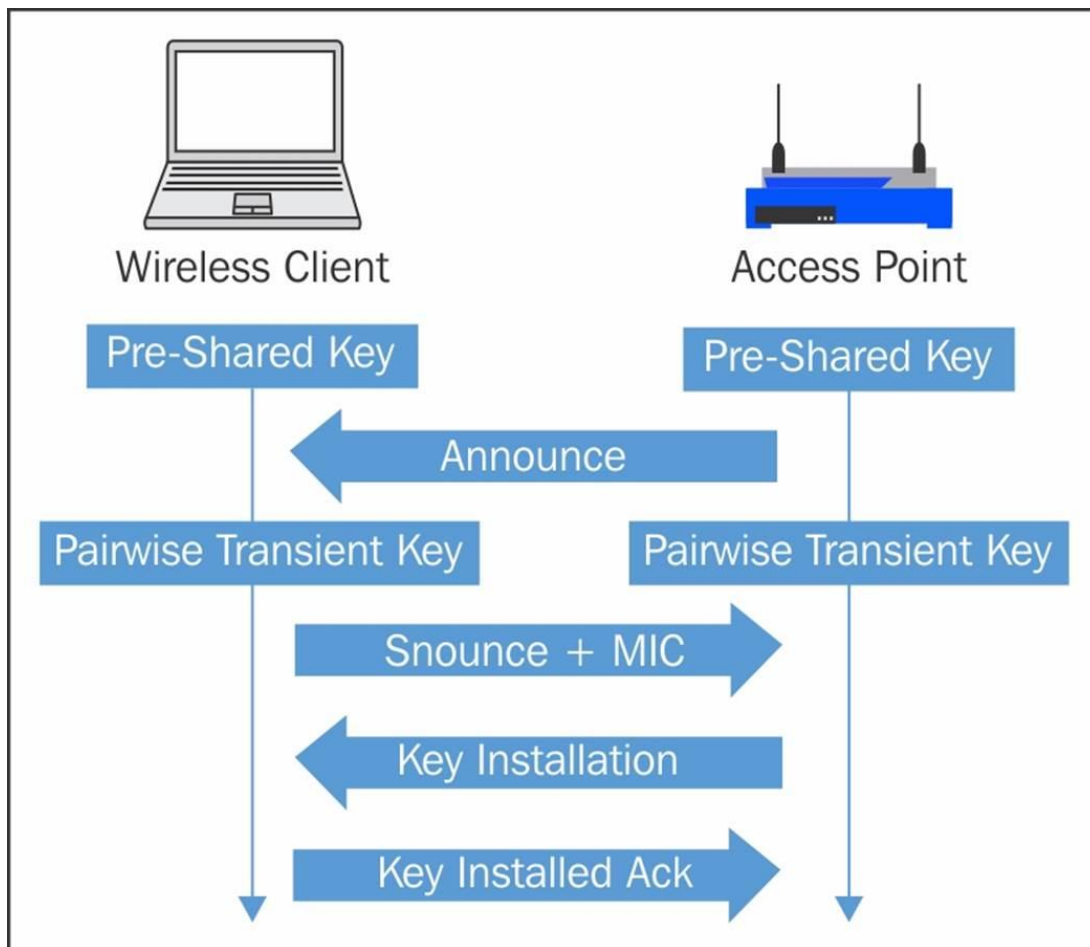 Wireless Client
Access Point
Pre-Shared Key
Pre-Shared Key
Announce
Pairwise Transient Key
Pairwise Transient Key
Snounce + MIC
Key Installation
Key Installed Ack